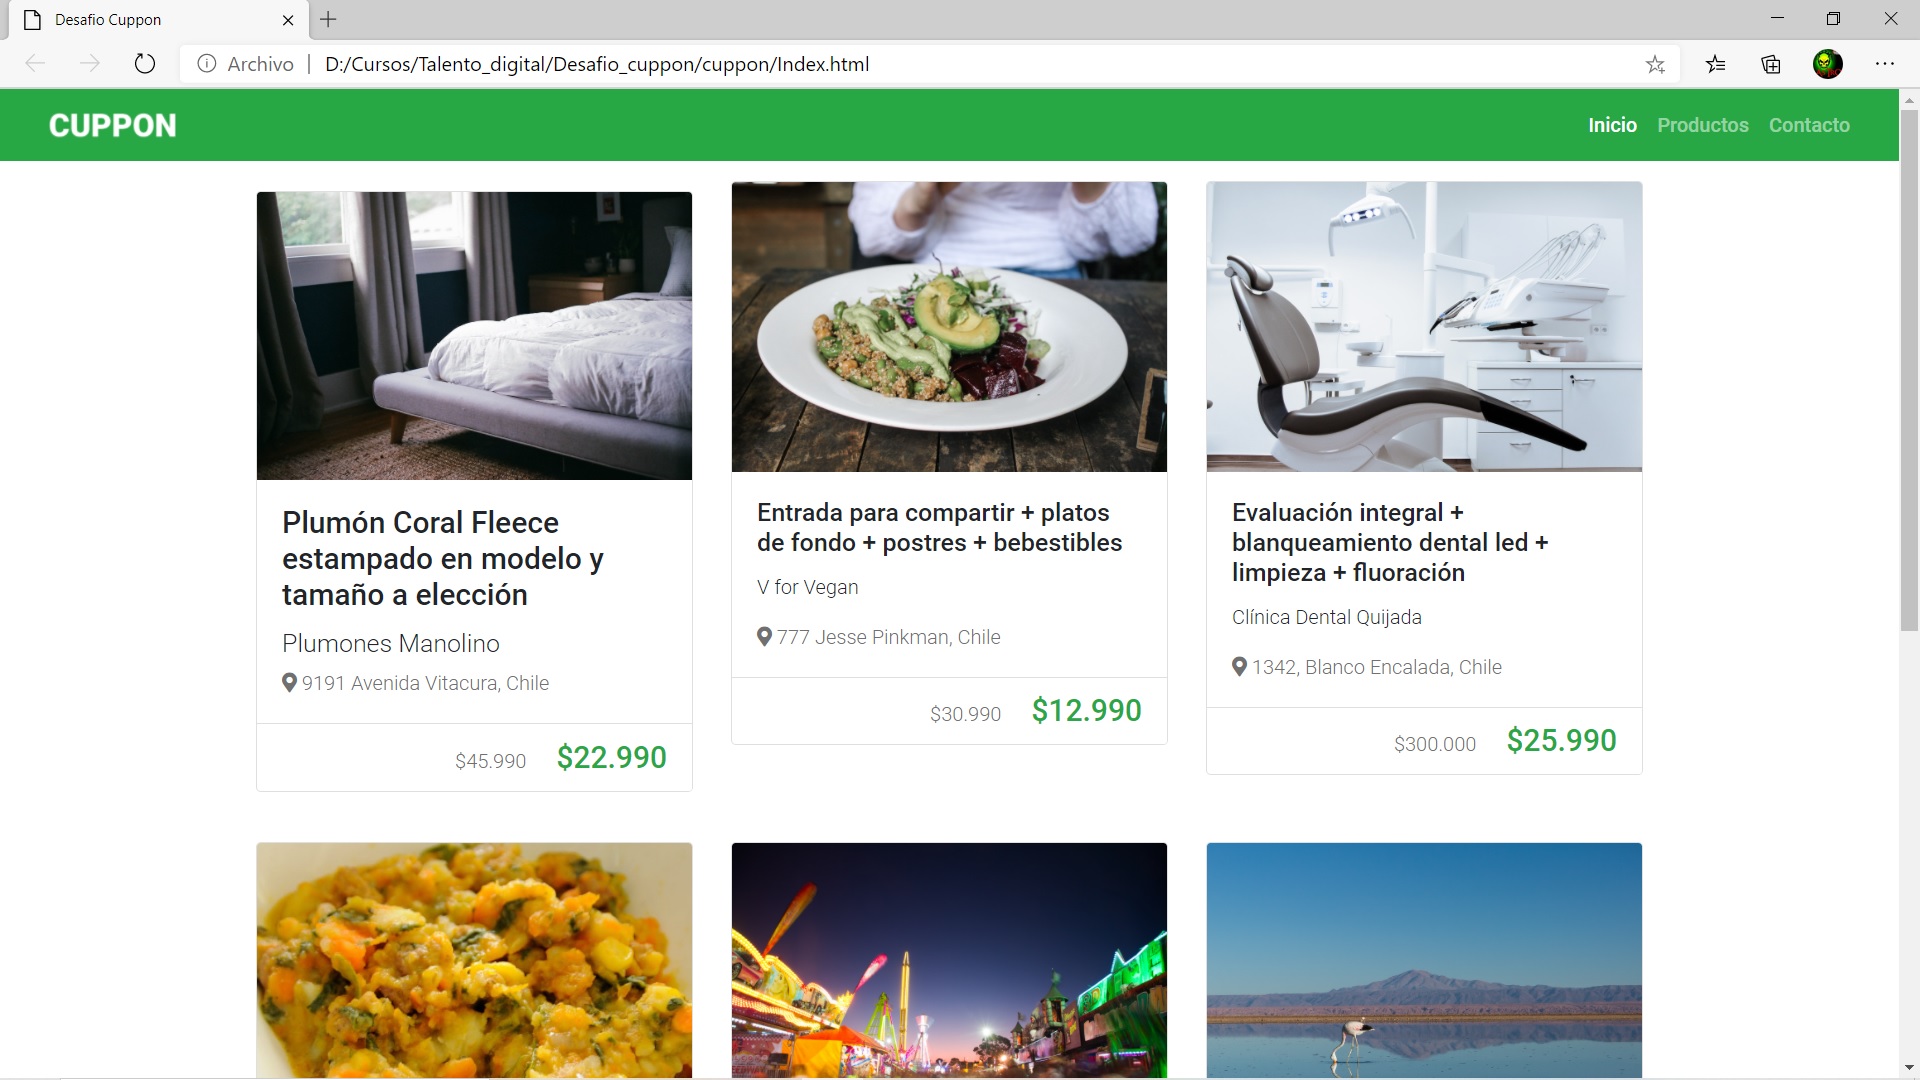 Desafio Cuppon
Archivo | D:/Cursos/Talento_digital/Desafio_cuppon/cuppon/Index.html
CUPPON
Inicio Productos Contacto
Plumón Coral Fleece
estampado en modelo y
tamaño a elección
Plumones Manolino
9191 Avenida Vitacura, Chile
$45.990 $22.990
Entrada para compartir + platos
de fondo + postres + bebestibles
V for Vegan
777 Jesse Pinkman, Chile
$30.990 $12.990
Evaluación integral +
blanqueamiento dental led +
limpieza + fluoración
Clínica Dental Quijada
1342, Blanco Encalada, Chile
$300.000 $25.990